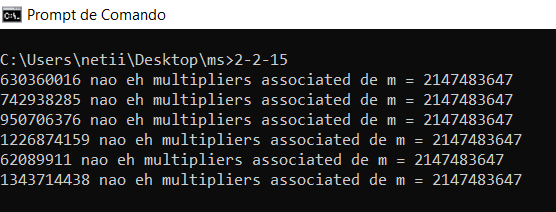 Prompt de Comando
C:\Users\netii\Desktop\ms>2-2-15
630360016 nao eh multipliers associated de m = 2147483647
742938285 nao eh multipliers associated de m = 2147483647
950706376 nao eh multipliers associated de m = 2147483647
1226874159 nao eh multipliers associated de m = 2147483647
62089911 nao eh multipliers associated de m = 2147483647
1343714438 nao eh multipliers associated de m = 2147483647